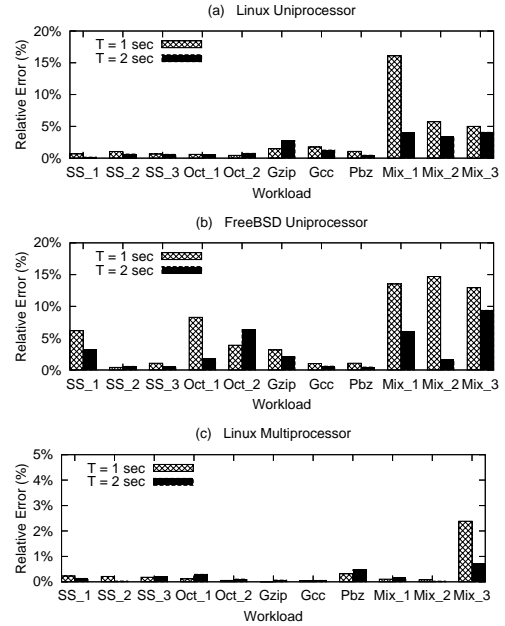 (a) Linux Uniprocessor
20%
15%
10%
5%
0%
Relative Error (%)
T = 1 sec
T = 2 sec
SS_1 SS_2 SS_3 Oct_1 Oct_2 Gzip Gcc Pbz Mix_1 Mix_2 Mix_3
Workload
(b) FreeBSD Uniprocessor
20%
15%
10%
5%
0%
Relative Error (%)
T = 1 sec
T = 2 sec
SS_1 SS_2 SS_3 Oct_1 Oct_2 Gzip Gcc Pbz Mix_1 Mix_2 Mix_3
Workload
(c) Linux Multiprocessor
5%
4%
3%
2%
1%
0%
Relative Error (%)
T = 1 sec
T = 2 sec
SS_1 SS_2 SS_3 Oct_1 Oct_2 Gzip Gcc Pbz Mix_1 Mix_2 Mix_3
Workload